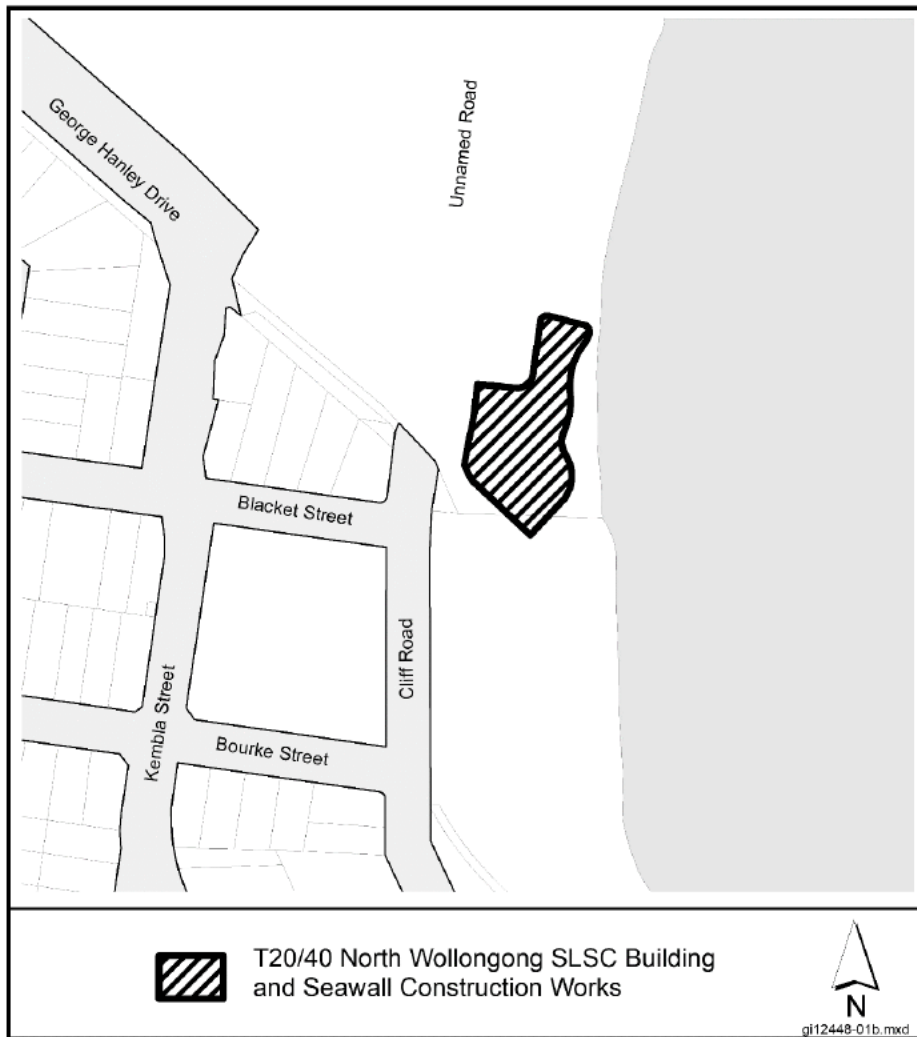 George Hanley Drive
Unnamed Road
Blacket Street
Cliff Road
Kembla Street
Bourke Street
T20/40 North Wollongong SLSC Building
and Seawall Construction Works
N
gi12448-01b.mxd